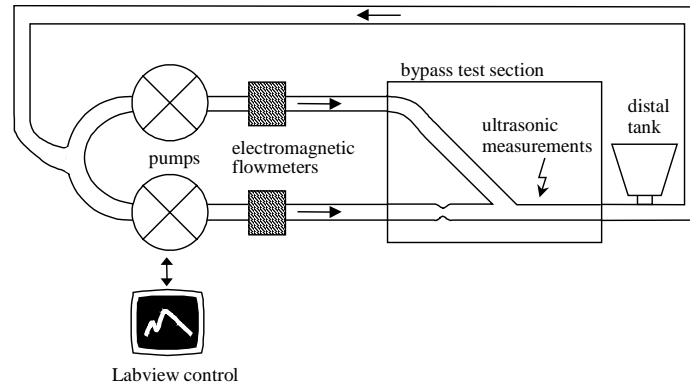 bypass test section
distal
tank
ultrasonic
measurements
electromagnetic
flowmeters
pumps
Labview control